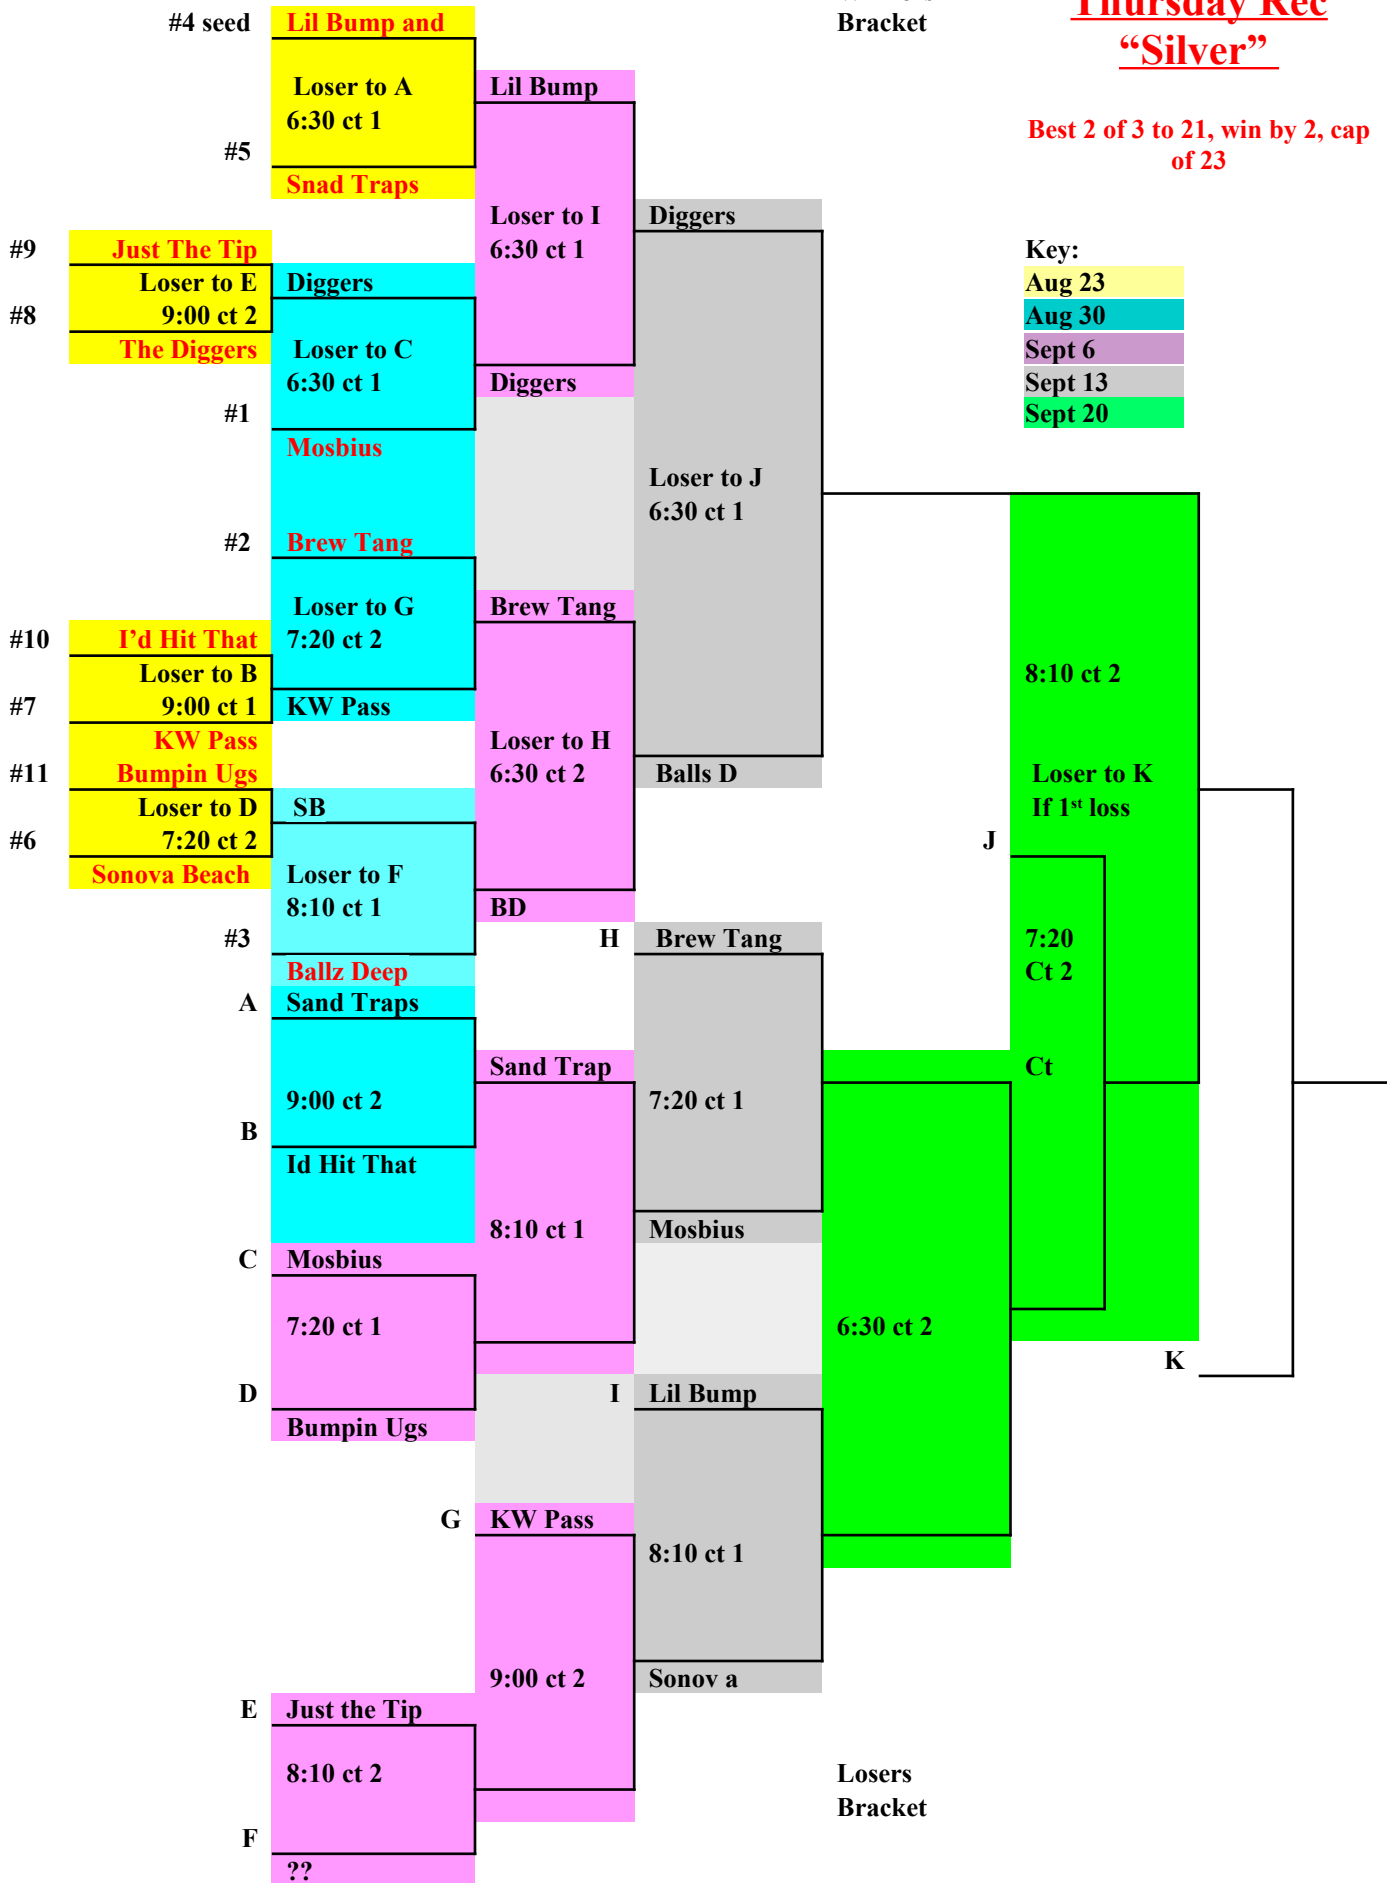 Thursday Rec
“Silver”
Best 2 of 3 to 21, win by 2, cap
of 23
Bracket
#4 seed Lil Bump and
Loser to A
6:30 ct 1
#5
Snad Traps
Lil Bump
Loser to I
6:30 ct 1
Diggers
#9 Just The Tip
Loser to E
#8 9:00 ct 2
The Diggers
Diggers
Loser to C
6:30 ct 1
#1
Mosbius
Diggers
Key:
Aug 23
Aug 30
Sept 6
Sept 13
Sept 20
Loser to J
6:30 ct 1
#2 Brew Tang
Loser to G
7:20 ct 2
KW Pass
Brew Tang
#10 I’d Hit That
Loser to B
#7 9:00 ct 1
KW Pass
Loser to H
6:30 ct 2
Balls D
#11 Bumpin Ugs
Loser to D
#6 7:20 ct 2
Sonova Beach
SB
Loser to F
8:10 ct 1
#3
Ballz Deep
BD
8:10 ct 2
Loser to K
If 1st loss
J
7:20
Ct 2
Ct
H Brew Tang
7:20 ct 1
Mosbius
A Sand Traps
9:00 ct 2
B
Id Hit That
Sand Trap
8:10 ct 1
C Mosbius
7:20 ct 1
D
Bumpin Ugs
6:30 ct 2
K
I Lil Bump
8:10 ct 1
Sonov a
G KW Pass
9:00 ct 2
E Just the Tip
8:10 ct 2
F
??
Losers
Bracket